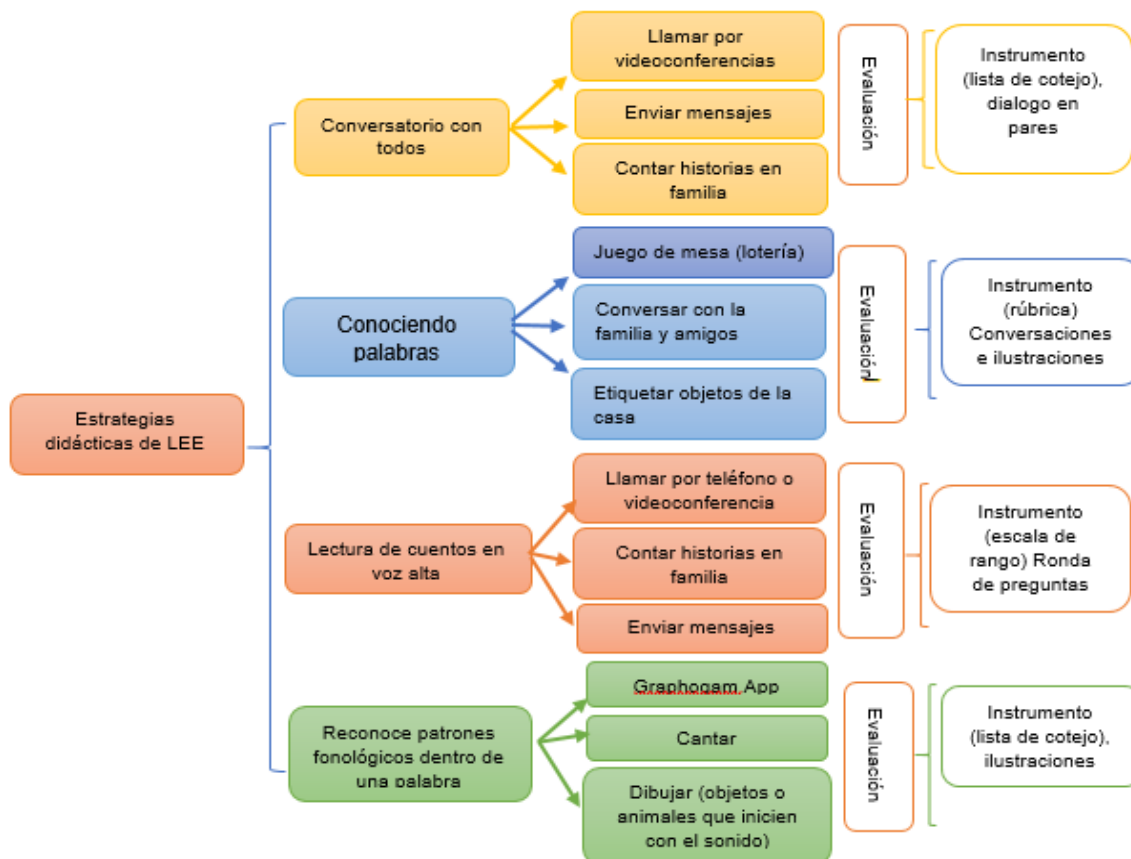 Estrategias
didácticas de LEE
Conversatorio con
todos
Llamar por
videoconferencias
Enviar mensajes
Contar historias en
familia
Evaluación
Instrumento
(lista de cotejo),
dialogo en
pares
Conociendo
palabras
Juego de mesa (lotería)
Conversar con la
familia y amigos
Etiquetar objetos de la
casa
Evaluación
Instrumento
(rúbrica)
Conversaciones
e ilustraciones
Lectura de cuentos en
voz alta
Llamar por teléfono o
videoconferencia
Contar historias en
familia
Enviar mensajes
Evaluación
Instrumento
(escala de
rango) Ronda
de preguntas
Reconoce patrones
fonológicos dentro de
una palabra
Graphogam App
Cantar
Dibujar (objetos o
animales que inicien
con el sonido)
Evaluación
Instrumento
(lista de cotejo),
ilustraciones